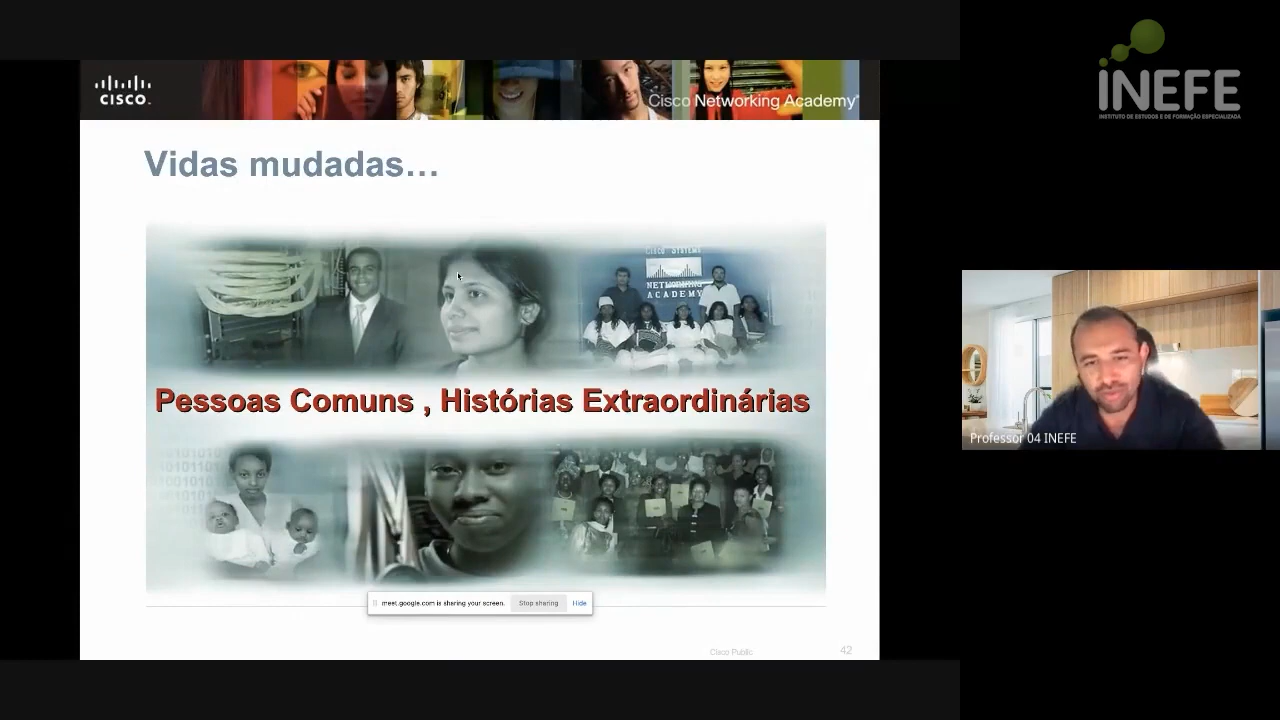 CISCO
Cisco Networking Academy®
INEFE
INSTITUTO DE ESTUDOS E DE FORMAÇÃO ESPECIALIZADA
Vidas mudadas...
CISCO SYSTEMS
NETWORKING
ACADEMY
Pessoas Comuns , Histórias Extraordinárias
Professor 04 INEFE
meet.google.com is sharing your screen. Stop sharing Hide
Cisco Public 42